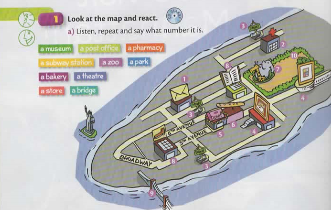 1 Look at the map and react.
a) Listen, repeat and say what number it is.
a museum a post office a pharmacy
a subway station a zoo a park
a bakery a theatre
a store a bridge
BROADWAY